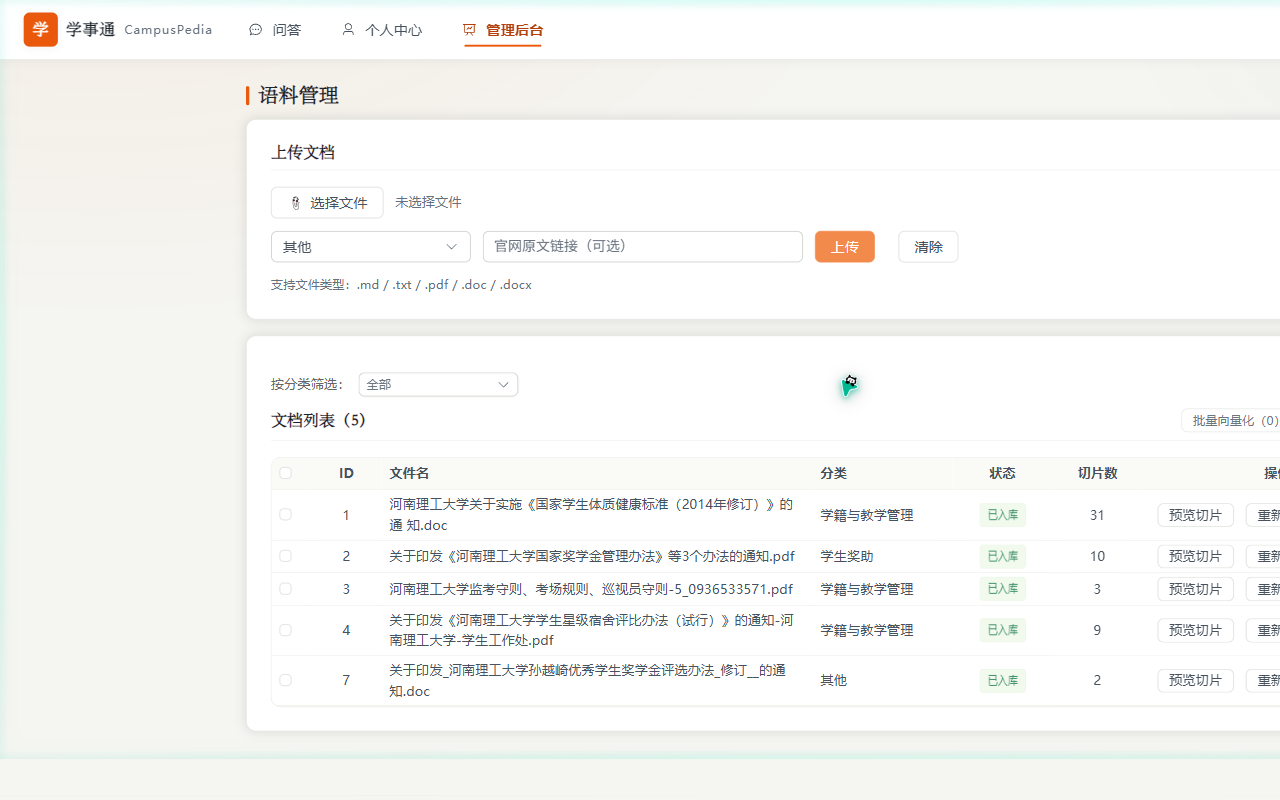 学 学事通 CampusPedia 问答 个人中心 管理后台
语料管理
上传文档
选择文件 未选择文件
其他 官网原文链接（可选） 上传 清除
支持文件类型：.md / .txt / .pdf / .doc / .docx
按分类筛选： 全部
文档列表（5） 批量向量化（0）
ID 文件名 分类 状态 切片数
1 河南理工大学关于实施《国家学生体质健康标准（2014年修订）》的 学籍与教学管理 已入库 31 预览切片 重新
通 知.doc
2 关于印发《河南理工大学国家奖学金管理办法》等3个办法的通知.pdf 学生奖助 已入库 10 预览切片 重新
3 河南理工大学监考守则、考场规则、巡视员守则-5_0936533571.pdf 学籍与教学管理 已入库 3 预览切片 重新
4 关于印发《河南理工大学学生星级宿舍评比办法（试行）》的通知-河 学籍与教学管理 已入库 9 预览切片 重新
南理工大学-学生工作处.pdf
7 关于印发_河南理工大学孙越崎优秀学生奖学金评选办法_修订__的通 其他 已入库 2 预览切片 重新
知.doc